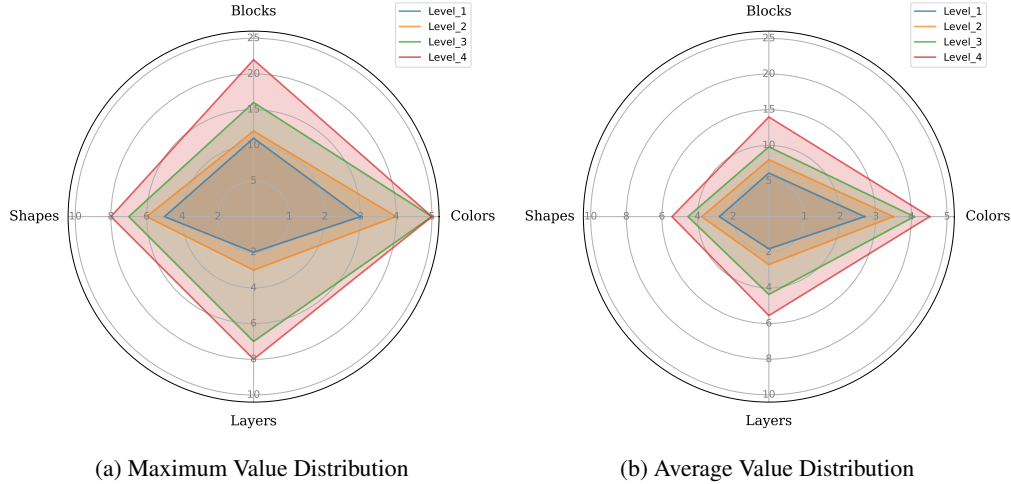 Blocks
Level_1
Level_2
Level_3
Level_4
25
20
15
10
5
Shapes 10 8 6 4 2 1 2 3 4 5 Colors
2
4
6
8
10
Layers
(a) Maximum Value Distribution
Blocks
Level_1
Level_2
Level_3
Level_4
25
20
15
10
5
Shapes 10 8 6 4 2 1 2 3 4 5 Colors
2
4
6
8
10
Layers
(b) Average Value Distribution